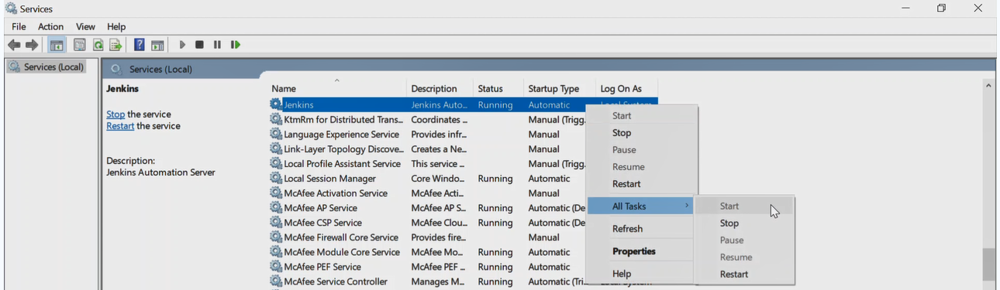 Services
File Action View Help
Services (Local)
Services (Local)
Jenkins
Stop the service
Restart the service
Description:
Jenkins Automation Server
Name Description Status Startup Type Log On As
Jenkins Jenkins Auto... Running Automatic Local System
KtmRm for Distributed Trans... Coordinates ... Manual (Trigg
Language Experience Service Provides infr... Manual
Link-Layer Topology Discove... Creates a Ne... Manual
Local Profile Assistant Service This service ... Manual (Trigg
Local Session Manager Core Windo... Running Automatic
McAfee Activation Service McAfee Acti... Manual
McAfee AP Service McAfee AP S... Running Automatic (De
McAfee CSP Service McAfee Clou... Running Automatic (De
McAfee Firewall Core Service Provides fire... Manual
McAfee Module Core Service McAfee Mo... Running Automatic
McAfee PEF Service McAfee PEF ... Running Automatic
McAfee Service Controller Manages M... Running Automatic (Tri... Local System
Start
Stop
Pause
Resume
Restart
All Tasks
Refresh
Properties
Help
Start
Stop
Pause
Resume
Restart